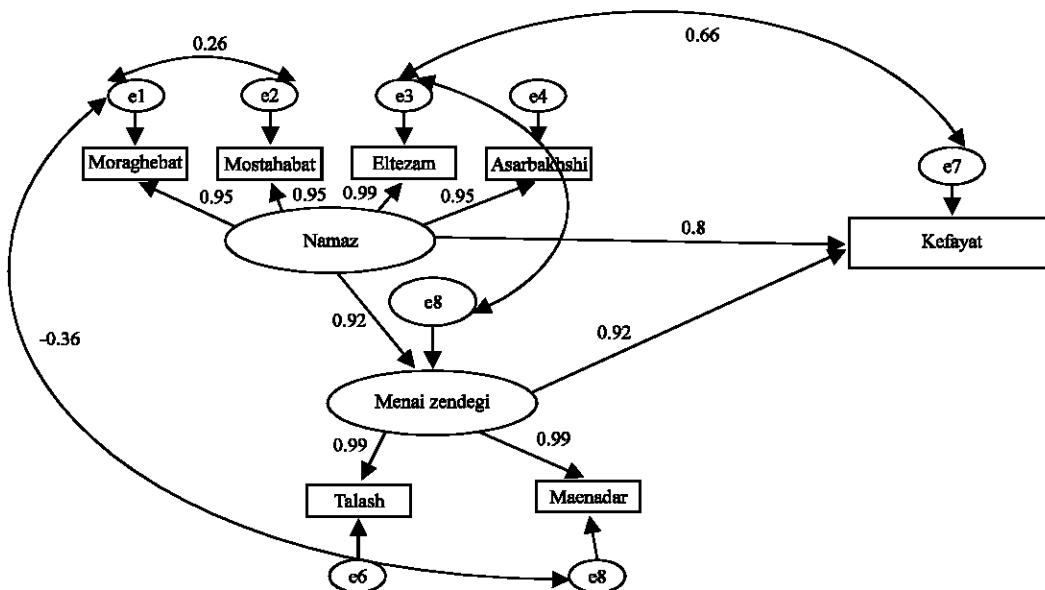 0.26
0.66
e1
e2
e3
e4
Moraghebat
Mostahabat
Eltezam
Asarbakhshi
e7
0.95
0.95
0.99
0.95
Namaz
0.8
Kefayat
e8
0.92
-0.36
0.92
Menai zendegi
0.99
0.99
Talash
Maenadar
e6
e8